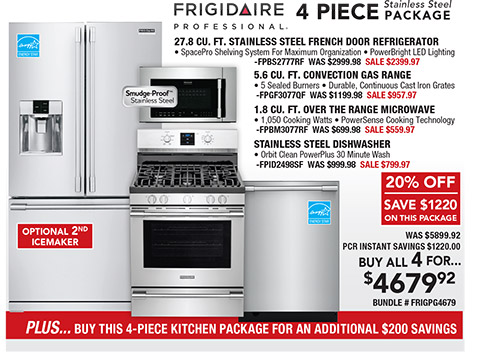 FRIGIDAIRE
PROFESSIONAL®
4 PIECE Stainless Steel PACKAGE
27.8 CU. FT. STAINLESS STEEL FRENCH DOOR REFRIGERATOR
• SpacePro Shelving System For Maximum Organization • PowerBright LED Lighting
-FPBS2777RF WAS $2999.98 SALE $2399.97
5.6 CU. FT. CONVECTION GAS RANGE
• 5 Sealed Burners • Durable, Continuous Cast Iron Grates
-FPGF3077QF WAS $1199.98 SALE $957.97
1.8 CU. FT. OVER THE RANGE MICROWAVE
• 1,050 Cooking Watts • PowerSense Cooking Technology
-FPBM3077RF WAS $699.98 SALE $559.97
STAINLESS STEEL DISHWASHER
• Orbit Clean PowerPlus 30 Minute Wash
-FPID2498SF WAS $999.98 SALE $799.97
Smudge-Proof™
Stainless Steel
OPTIONAL 2ND
ICEMAKER
20% OFF
SAVE $1220
ON THIS PACKAGE
WAS $5899.92
PCR INSTANT SAVINGS $1220.00
BUY ALL 4 FOR...
$4679.92
BUNDLE # FRIGPG4679
PLUS... BUY THIS 4-PIECE KITCHEN PACKAGE FOR AN ADDITIONAL $200 SAVINGS